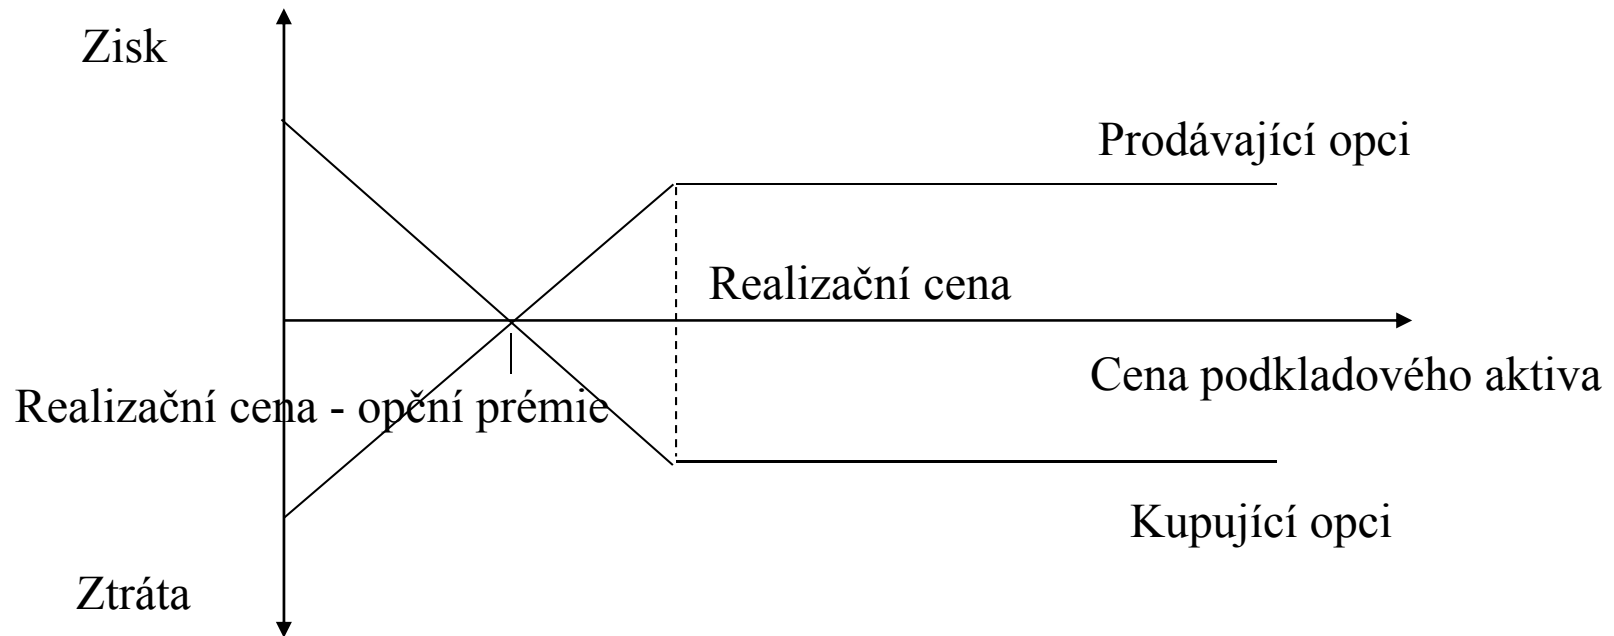 Zisk
Prodávající opci
Realizační cena
Cena podkladového aktiva
Realizační cena - opční prémie
Kupující opci
Ztráta